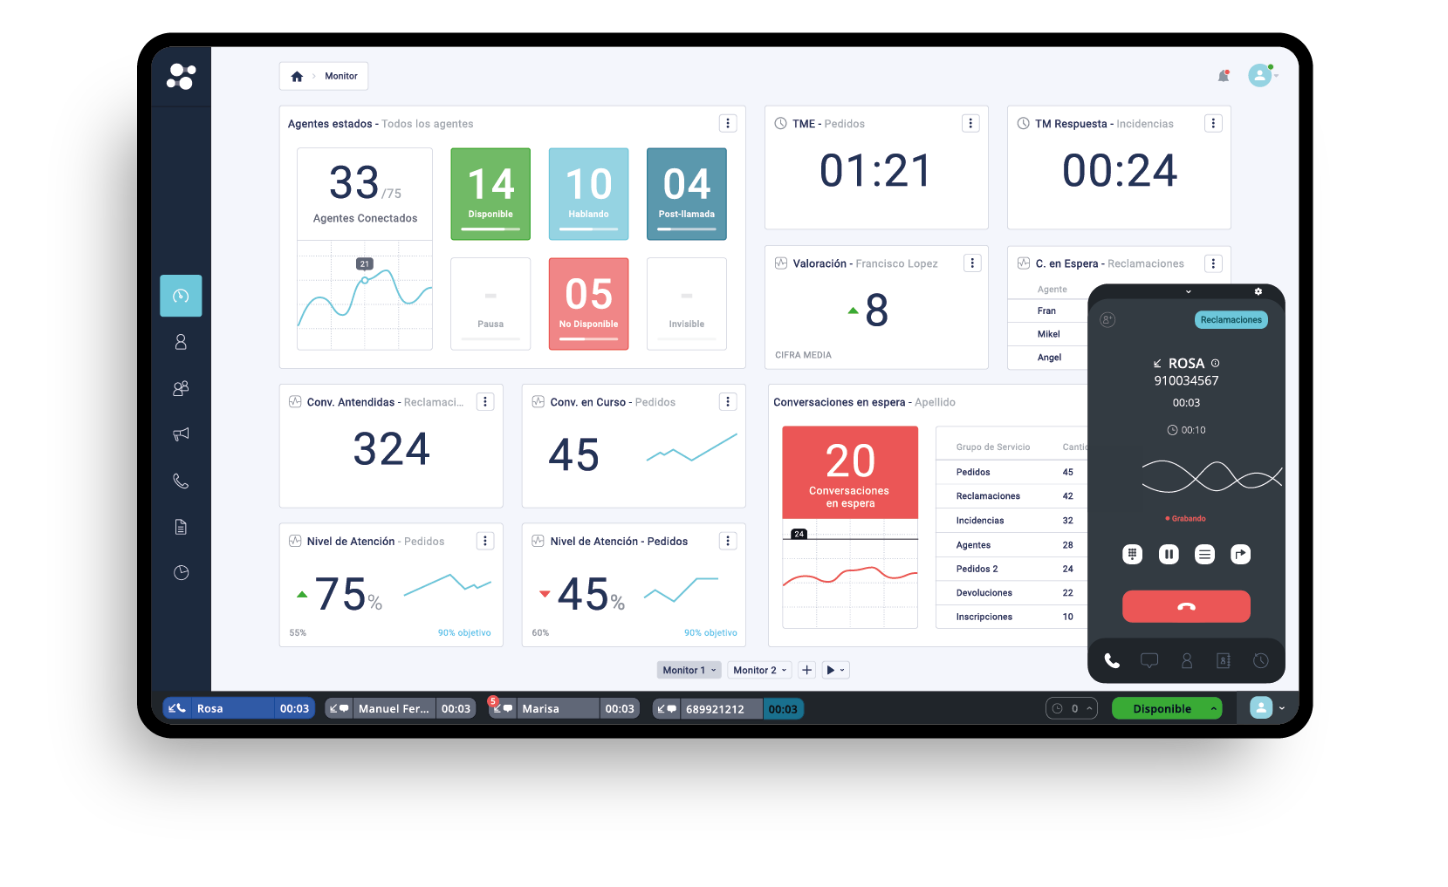 Monitor
Agentes estados - Todos los agentes
33/75
Agentes Conectados
21
14
Disponible
10
Hablando
04
Post-llamada
-
Pausa
05
No Disponible
-
Invisible
TME - Pedidos
01:21
TM Respuesta - Incidencias
00:24
Valoración - Francisco Lopez
8
CIFRA MEDIA
C. en Espera - Reclamaciones
Agente
Fran
Mikel
Angel
Conv. Antendidas - Reclamaci...
324
Conv. en Curso - Pedidos
45
Nivel de Atención - Pedidos
75%
55%
90% objetivo
Nivel de Atención - Pedidos
45%
60%
90% objetivo
Conversaciones en espera - Apellido
20
Conversaciones
en espera
24
Grupo de Servicio Cantic
Pedidos 45
Reclamaciones 42
Incidencias 32
Agentes 28
Pedidos 2 24
Devoluciones 22
Inscripciones 10
Reclamaciones
ROSA
910034567
00:03
00:10
Grabando
Monitor 1
Monitor 2
Rosa 00:03
Manuel Fer... 00:03
5
Marisa 00:03
689921212 00:03
0
Disponible